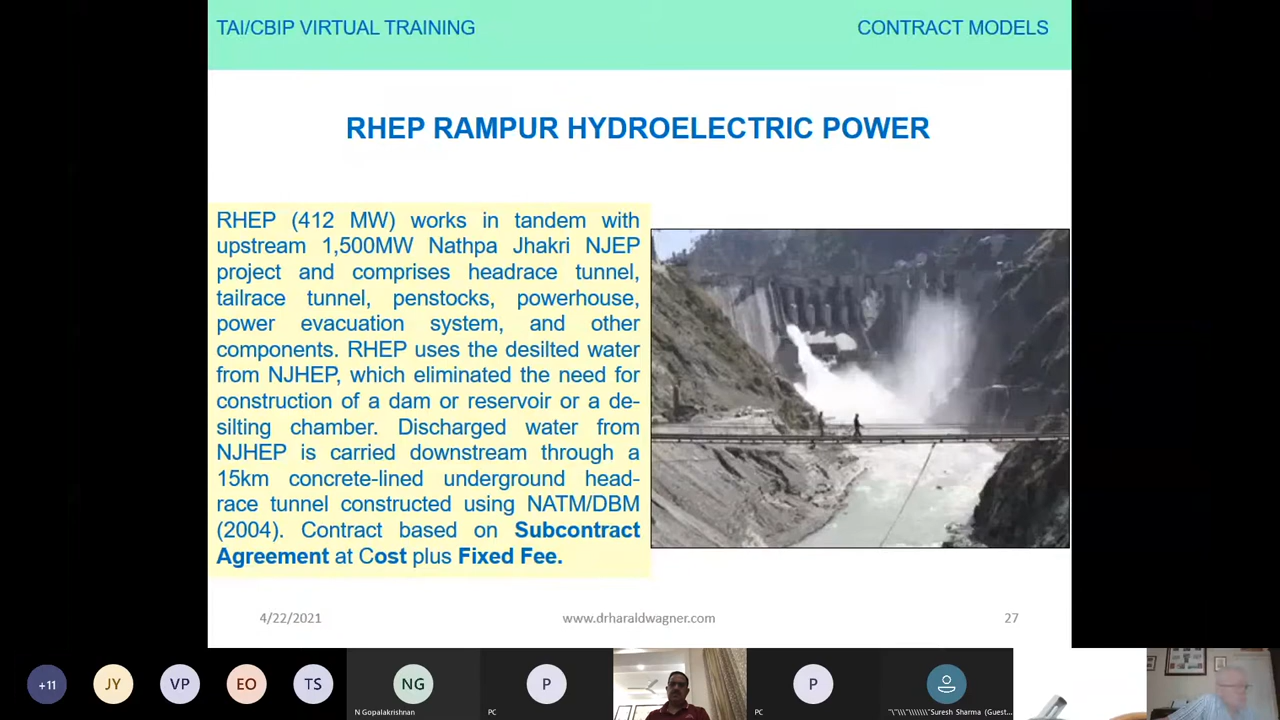 TAI/CBIP VIRTUAL TRAINING
CONTRACT MODELS
RHEP RAMPUR HYDROELECTRIC POWER
RHEP (412 MW) works in tandem with
upstream 1,500MW Nathpa Jhakri NJEP
project and comprises headrace tunnel,
tailrace tunnel, penstocks, powerhouse,
power evacuation system, and other
components. RHEP uses the desilted water
from NJHEP, which eliminated the need for
construction of a dam or reservoir or a de-
silting chamber. Discharged water from
NJHEP is carried downstream through a
15km concrete-lined underground head-
race tunnel constructed using NATM/DBM
(2004). Contract based on Subcontract
Agreement at Cost plus Fixed Fee.
4/22/2021
www.drharaldwagner.com
27
+11
JY
VP
EO
TS
NG
P
P
N Gopalakrishnan
PC
PC
"\"\\\"\\\\\\\"Suresh Sharma (Guest...